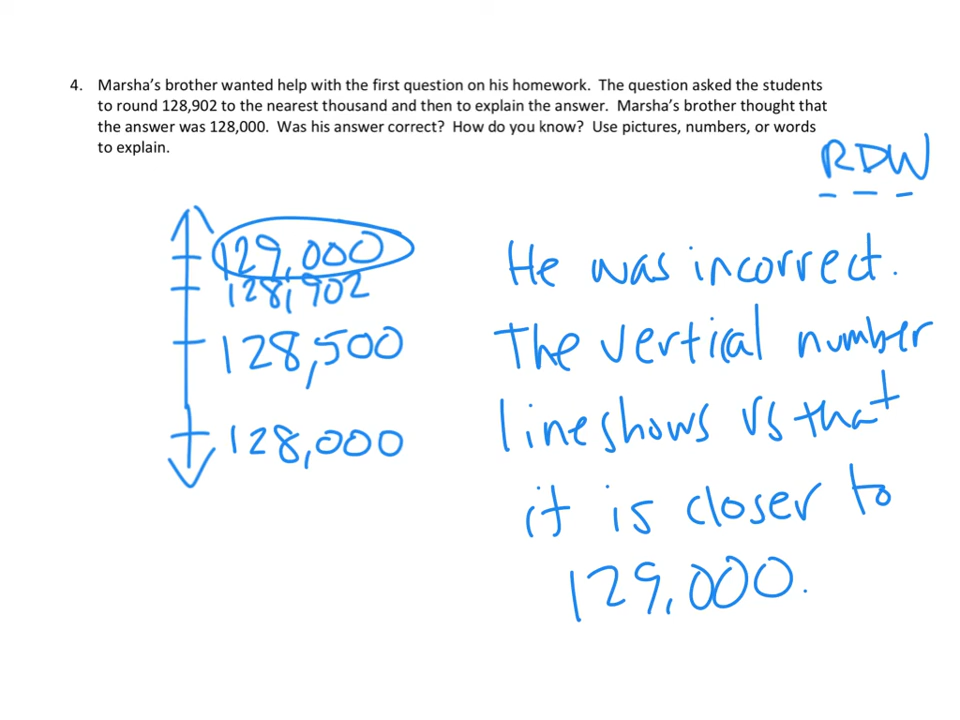 4. Marsha's brother wanted help with the first question on his homework. The question asked the students
to round 128,902 to the nearest thousand and then to explain the answer. Marsha's brother thought that
the answer was 128,000. Was his answer correct? How do you know? Use pictures, numbers, or words
to explain.
RDW
129,000
128,902
128,500
128,000
He was incorrect.
The vertical number
line shows us that
it is closer to
129,000.